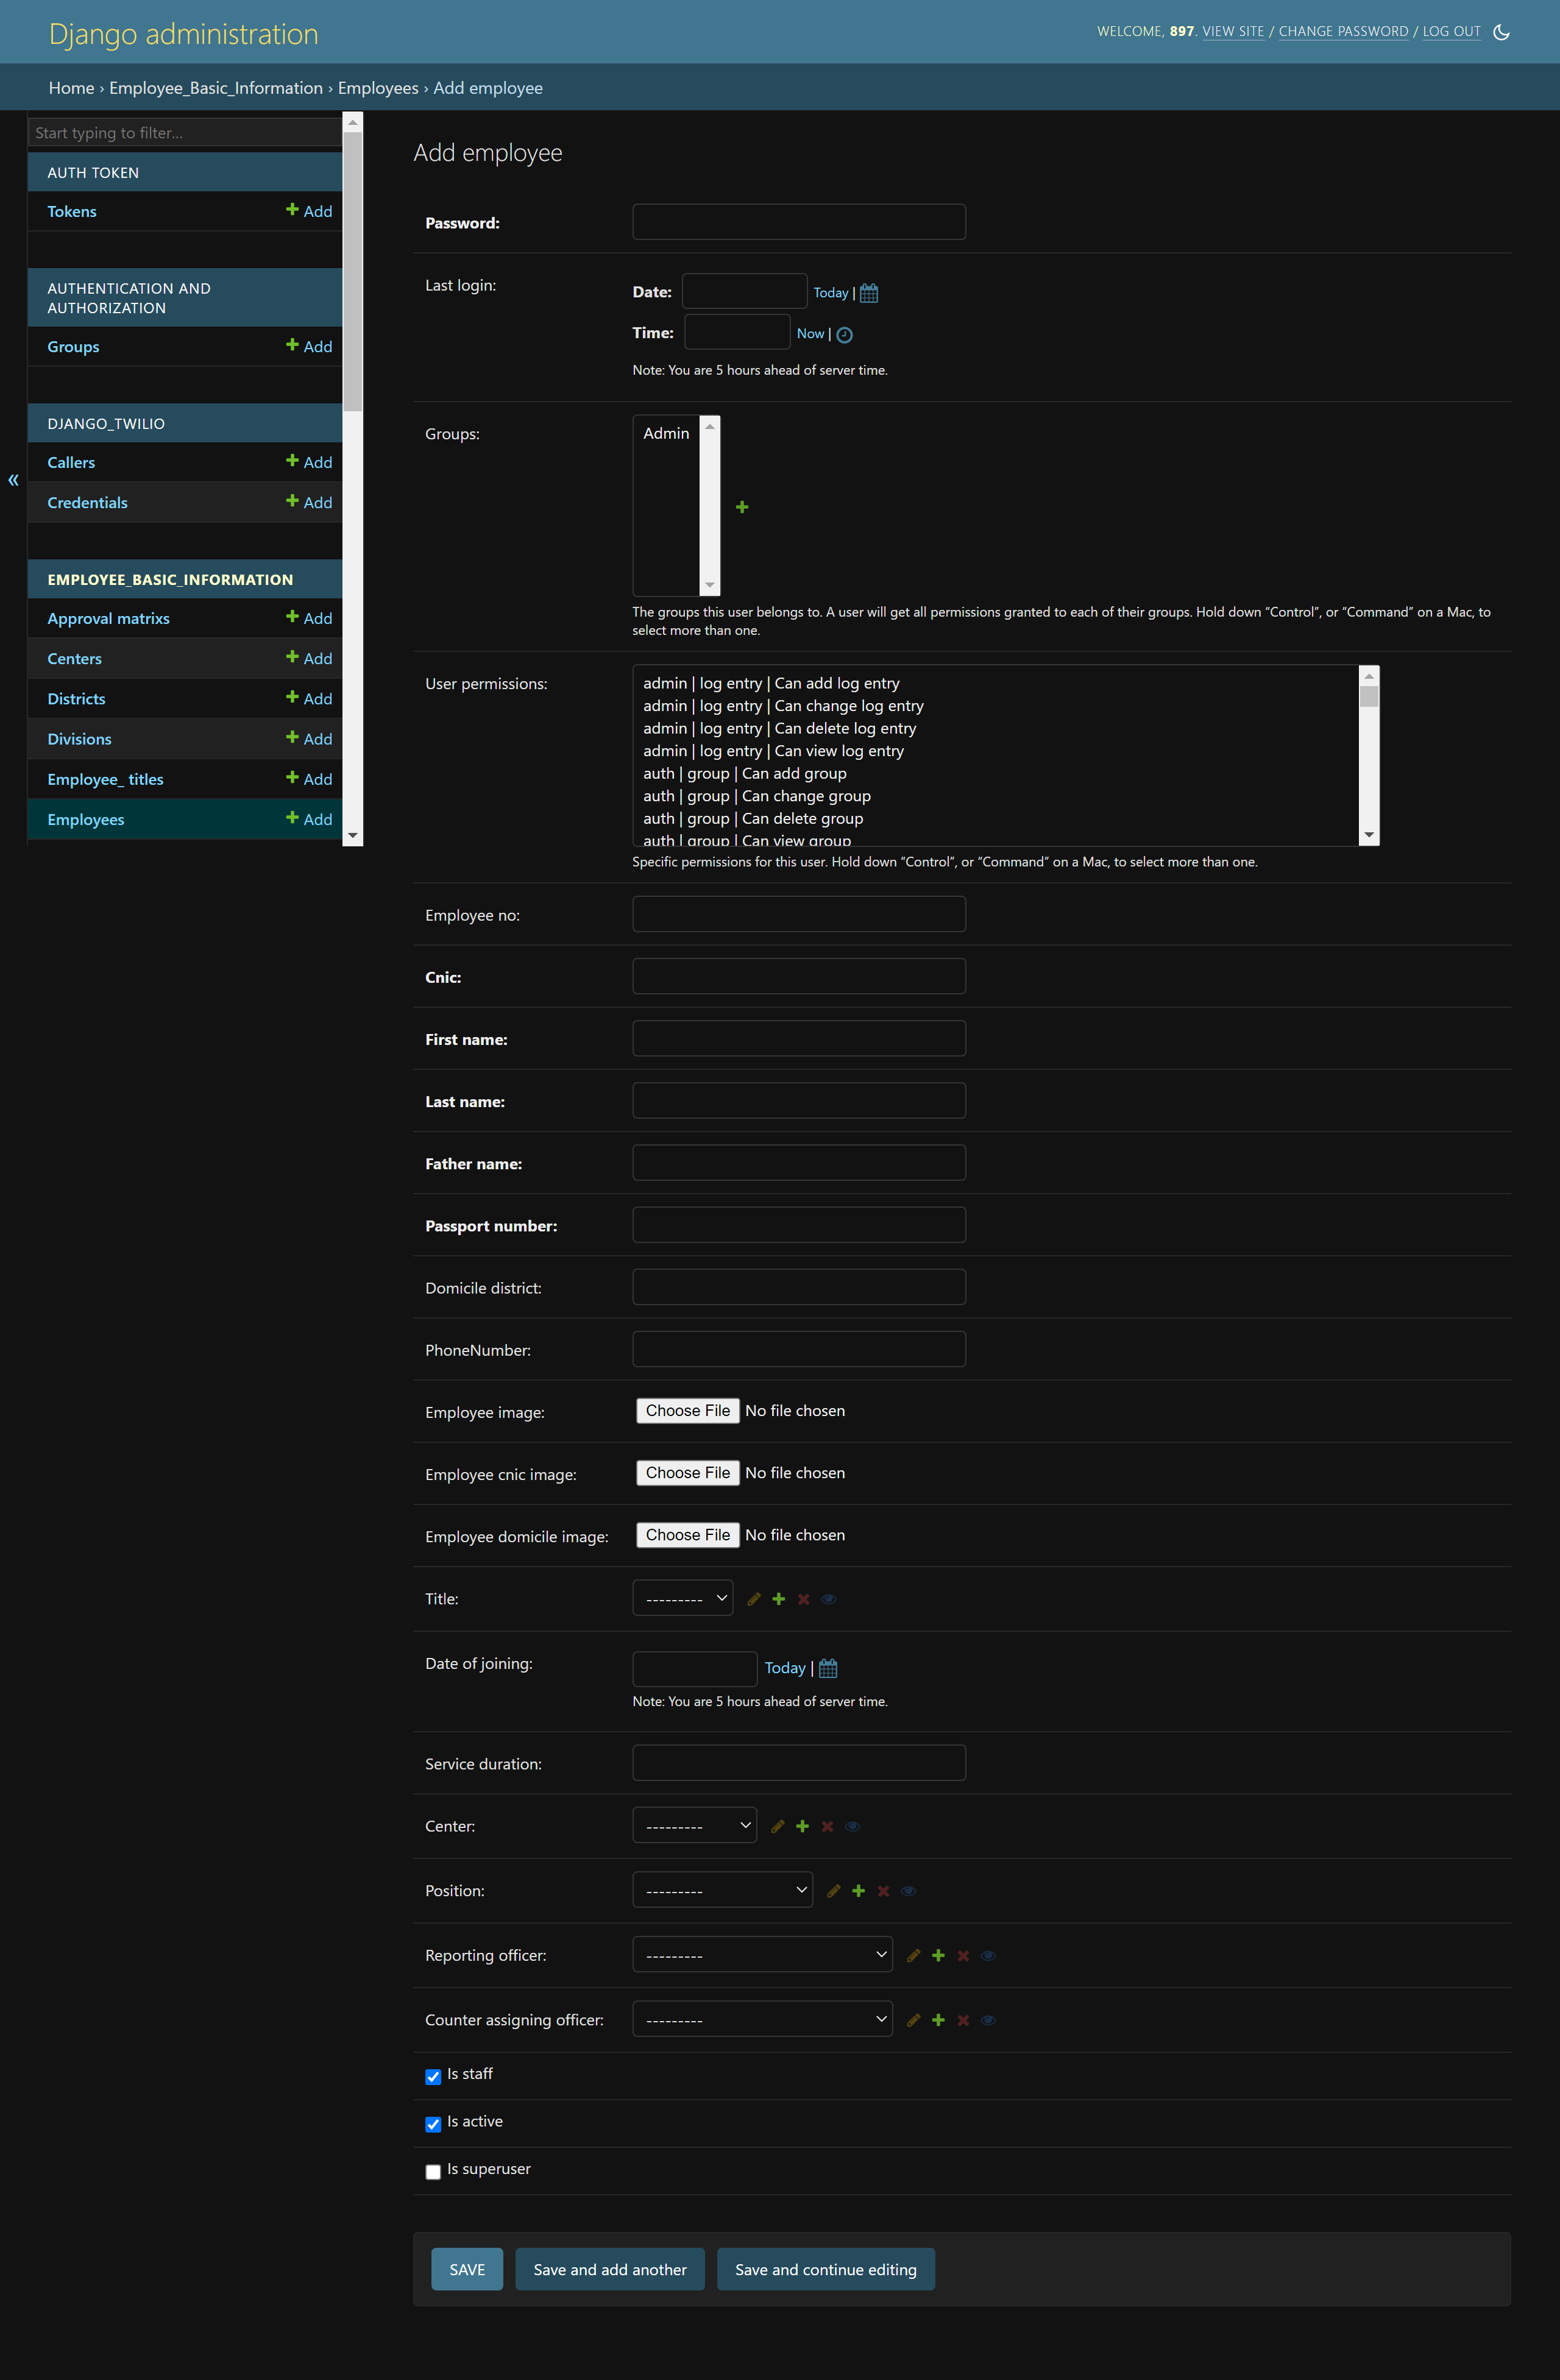 Django administration
WELCOME, 897. VIEW SITE / CHANGE PASSWORD / LOG OUT
Home › Employee_Basic_Information › Employees › Add employee
Start typing to filter...
AUTH TOKEN
Tokens Add
AUTHENTICATION AND
AUTHORIZATION
Groups Add
DJANGO_TWILIO
Callers Add
Credentials Add
«
EMPLOYEE_BASIC_INFORMATION
Approval matrixs Add
Centers Add
Districts Add
Divisions Add
Employee_ titles Add
Employees Add
Add employee
Password:
Last login:
Date: Today |
Time: Now |
Note: You are 5 hours ahead of server time.
Groups:
Admin
The groups this user belongs to. A user will get all permissions granted to each of their groups. Hold down “Control”, or “Command” on a Mac, to
select more than one.
User permissions:
admin | log entry | Can add log entry
admin | log entry | Can change log entry
admin | log entry | Can delete log entry
admin | log entry | Can view log entry
auth | group | Can add group
auth | group | Can change group
auth | group | Can delete group
auth | group | Can view group
Specific permissions for this user. Hold down “Control”, or “Command” on a Mac, to select more than one.
Employee no:
Cnic:
First name:
Last name:
Father name:
Passport number:
Domicile district:
PhoneNumber:
Employee image: Choose File No file chosen
Employee cnic image: Choose File No file chosen
Employee domicile image: Choose File No file chosen
Title: ---------
Date of joining: Today |
Note: You are 5 hours ahead of server time.
Service duration:
Center: ---------
Position: ---------
Reporting officer: ---------
Counter assigning officer: ---------
Is staff
Is active
Is superuser
SAVE Save and add another Save and continue editing